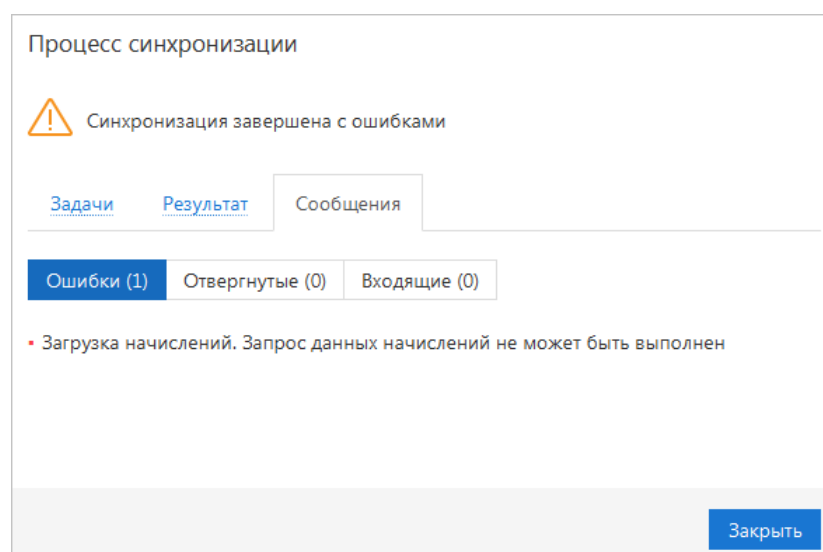 Процесс синхронизации
Синхронизация завершена с ошибками
Задачи Результат Сообщения
Ошибки (1) Отвергнутые (0) Входящие (0)
Загрузка начислений. Запрос данных начислений не может быть выполнен
Закрыть